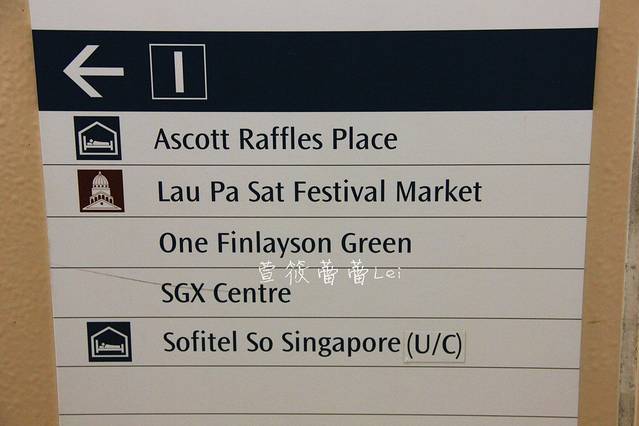 I
Ascott Raffles Place
Lau Pa Sat Festival Market
One Finlayson Green
萱筱蕾蕾Lei
SGX Centre
Sofitel So Singapore (U/C)